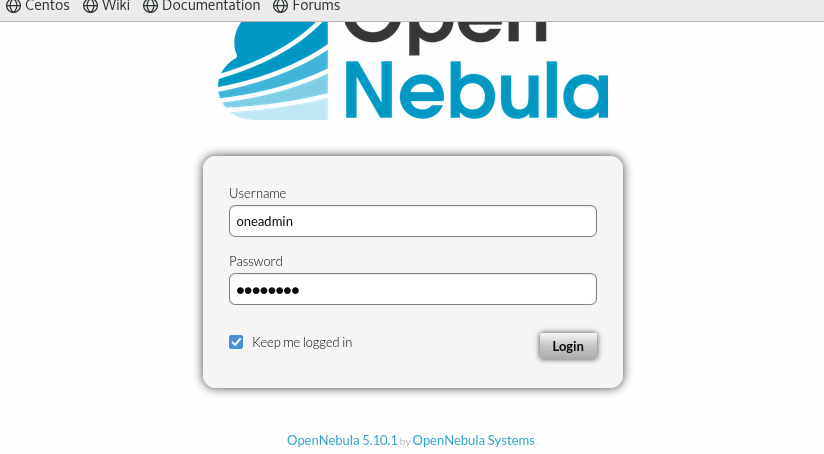 Centos Wiki Documentation Forums
Open
Nebula
Username
oneadmin
Password
Keep me logged in
Login
OpenNebula 5.10.1 by OpenNebula Systems .